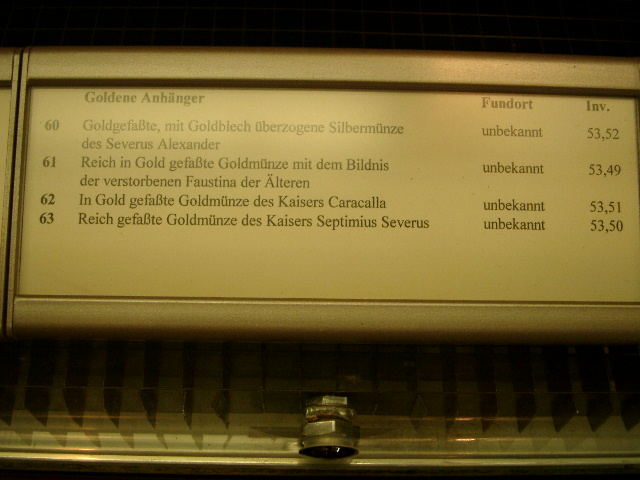 Goldene Anhänger Fundort Inv.
60 Goldgefaßte, mit Goldblech überzogene Silbermünze unbekannt 53,52
des Severus Alexander
61 Reich in Gold gefaßte Goldmünze mit dem Bildnis unbekannt 53,49
der verstorbenen Faustina der Älteren
62 In Gold gefaßte Goldmünze des Kaisers Caracalla unbekannt 53,51
63 Reich gefaßte Goldmünze des Kaisers Septimius Severus unbekannt 53,50